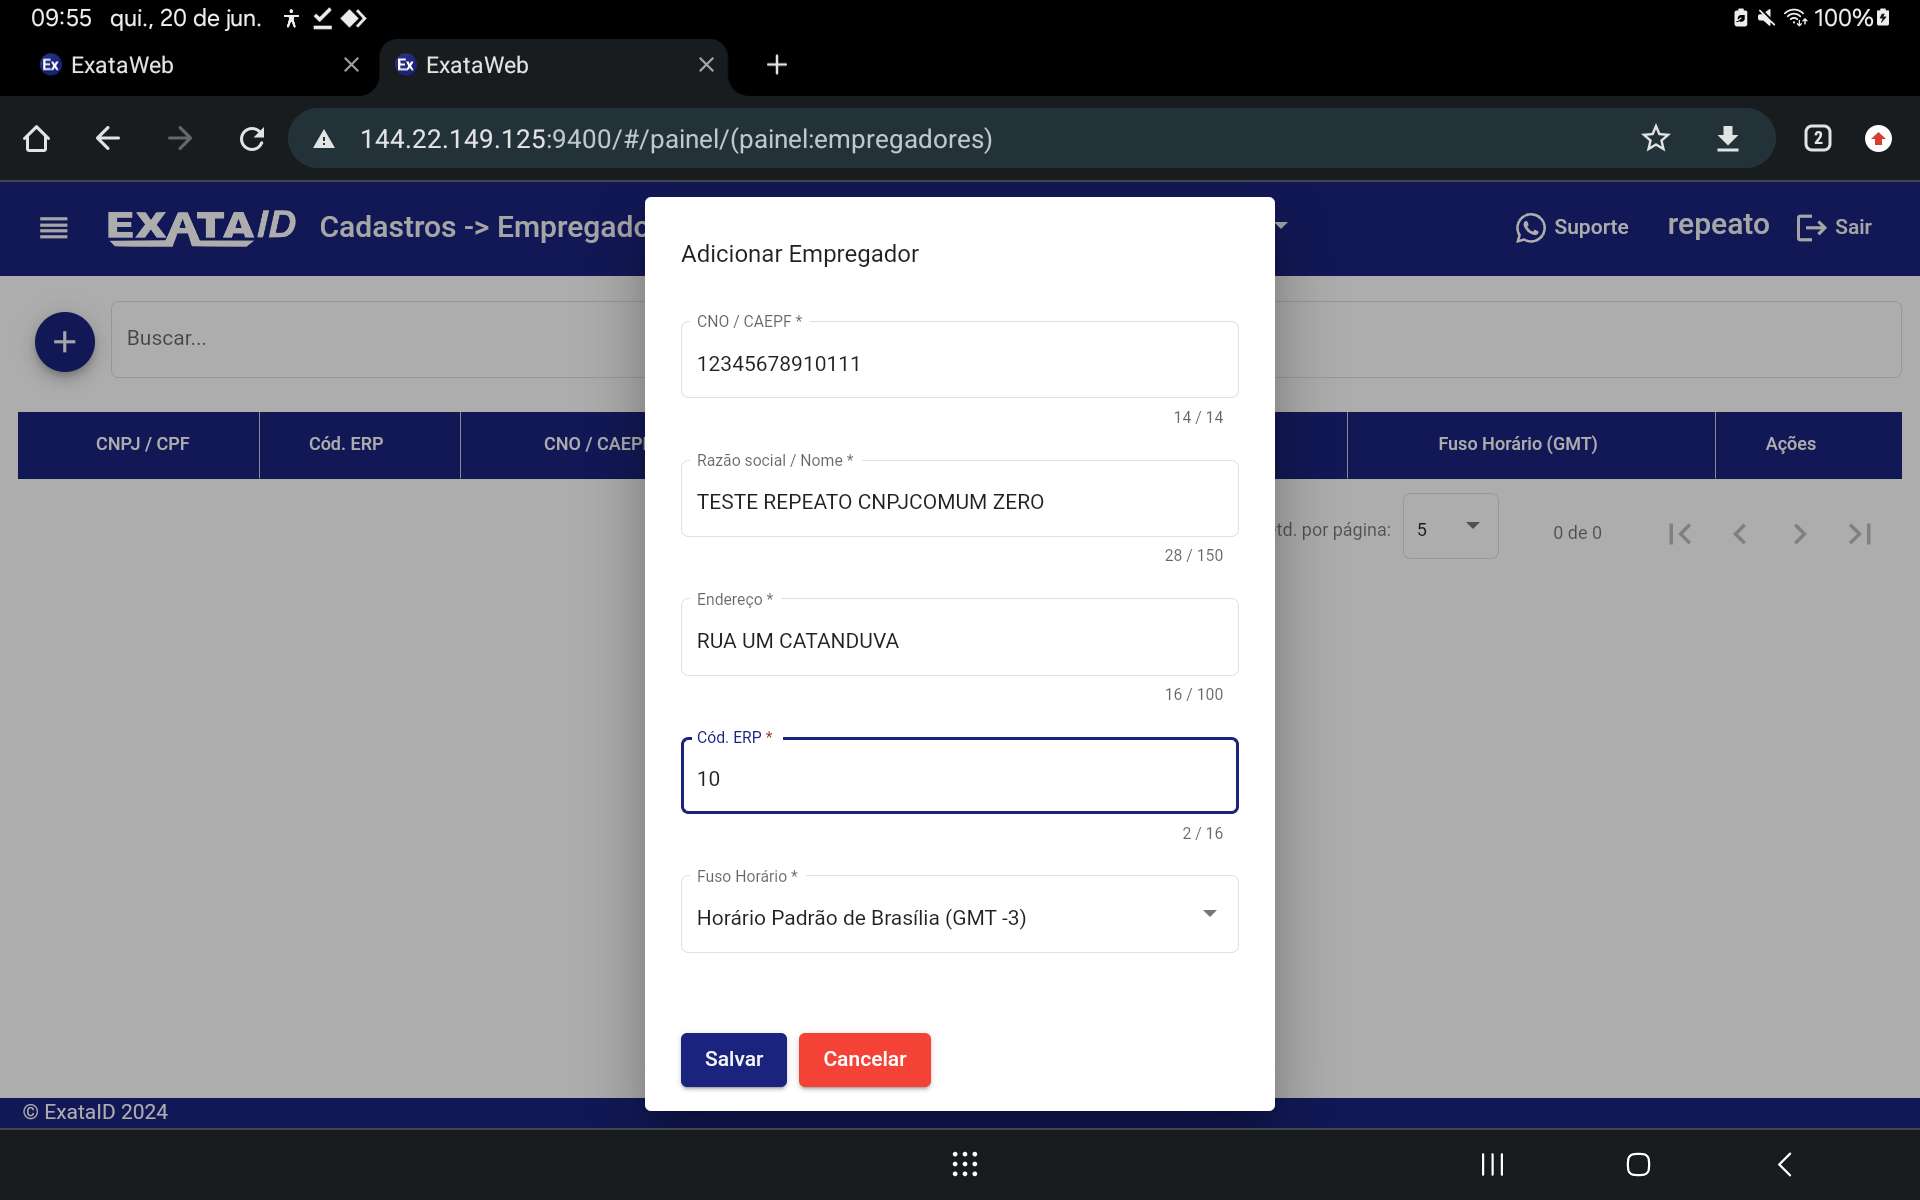 09:55 qui., 20 de jun. 100%
Ex ExataWeb Ex ExataWeb
144.22.149.125:9400/#/painel/(painel:empregadores) 2
EXATAID Cadastros -> Empregado Suporte repeato Sair
Buscar...
CNPJ / CPF Cód. ERP CNO / CAEPF Fuso Horário (GMT) Ações
td. por página: 5 0 de 0
Adicionar Empregador
CNO / CAEPF *
12345678910111
14 / 14
Razão social / Nome *
TESTE REPEATO CNPJCOMUM ZERO
28 / 150
Endereço *
RUA UM CATANDUVA
16 / 100
Cód. ERP *
10
2 / 16
Fuso Horário *
Horário Padrão de Brasília (GMT -3)
Salvar Cancelar
© ExataID 2024